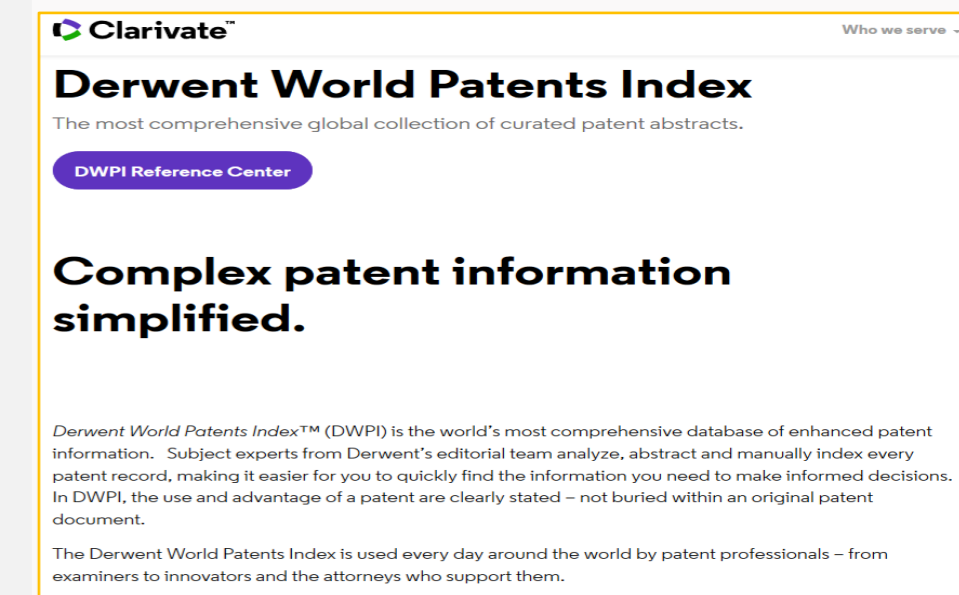 Clarivate™
Who we serve
Derwent World Patents Index
The most comprehensive global collection of curated patent abstracts.
DWPI Reference Center
Complex patent information
simplified.
Derwent World Patents Index™ (DWPI) is the world's most comprehensive database of enhanced patent
information.   Subject experts from Derwent's editorial team analyze, abstract and manually index every
patent record, making it easier for you to quickly find the information you need to make informed decisions.
In DWPI, the use and advantage of a patent are clearly stated – not buried within an original patent
document.
The Derwent World Patents Index is used every day around the world by patent professionals – from
examiners to innovators and the attorneys who support them.